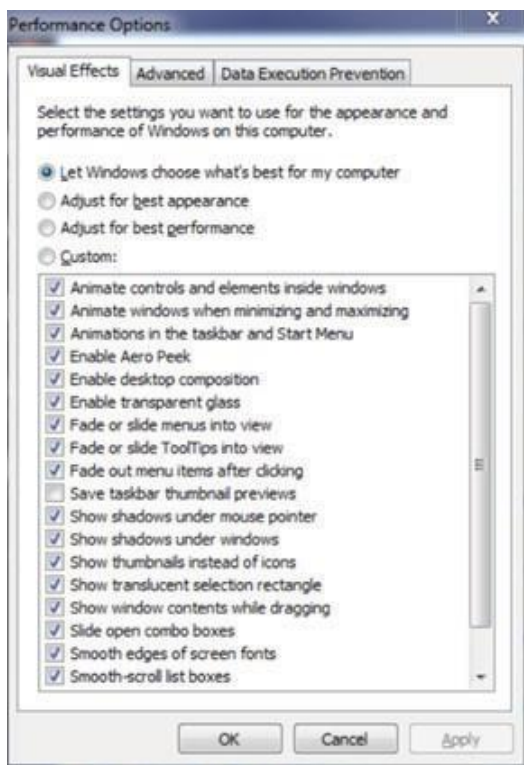 Performance Options
Visual Effects
Advanced
Data Execution Prevention
Select the settings you want to use for the appearance and
performance of Windows on this computer.
Let Windows choose what's best for my computer
Adjust for best appearance
Adjust for best performance
Custom:
Animate controls and elements inside windows
Animate windows when minimizing and maximizing
Animations in the taskbar and Start Menu
Enable Aero Peek
Enable desktop composition
Enable transparent glass
Fade or slide menus into view
Fade or slide ToolTips into view
Fade out menu items after clicking
Save taskbar thumbnail previews
Show shadows under mouse pointer
Show shadows under windows
Show thumbnails instead of icons
Show translucent selection rectangle
Show window contents while dragging
Slide open combo boxes
Smooth edges of screen fonts
Smooth-scroll list boxes
OK
Cancel
Apply